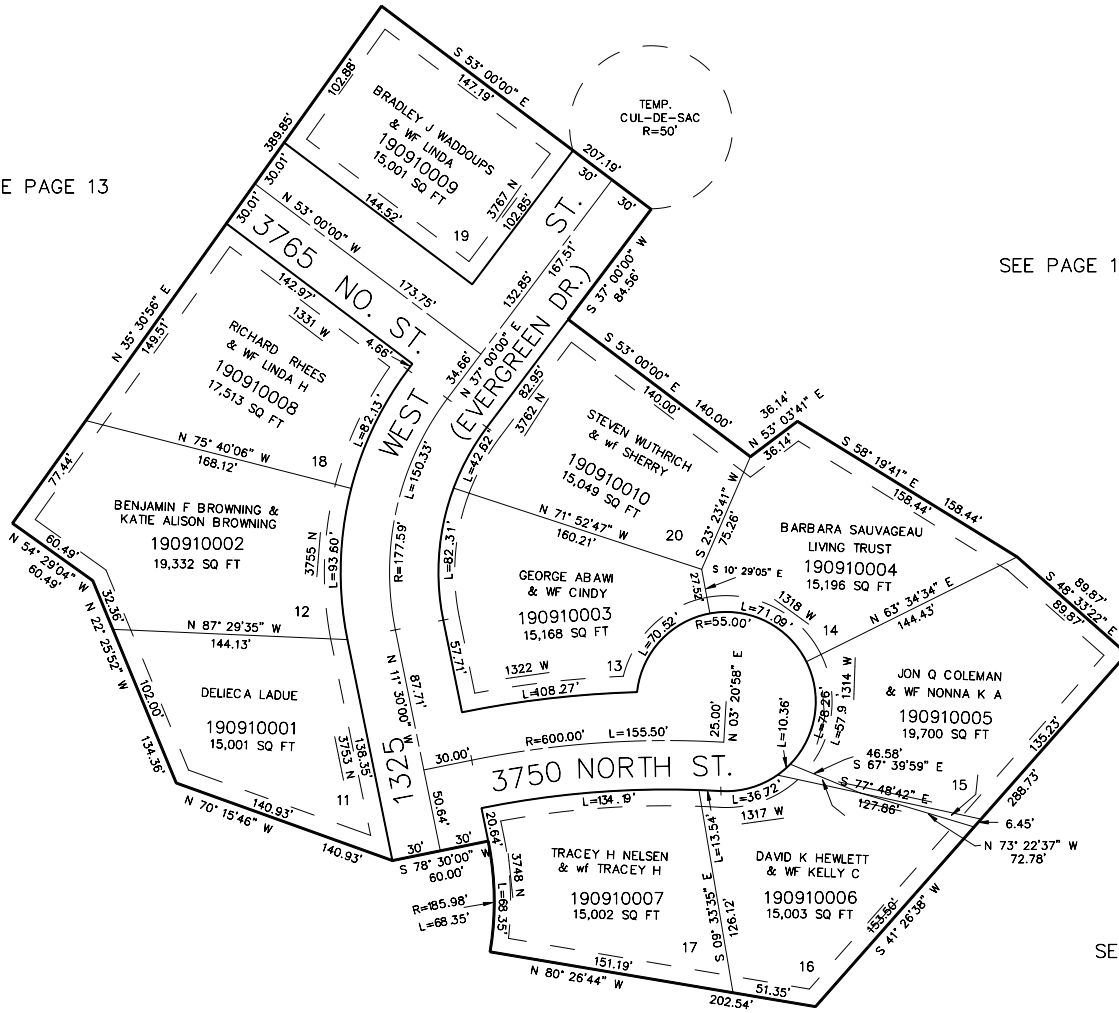 S 53° 00'00" E
147.19'
102.88'
389.85'
BRADLEY J WADDOUPS
& WF LINDA
190910009
15,001 SQ FT
3767 N
102.85'
144.52'
19
TEMP.
CUL-DE-SAC
R=50'
207.19'
30'
30'
E PAGE 13
SEE PAGE 1
30.01'
30.01'
N 53° 00'00" W
173.75'
3765 NO. ST.
142.97'
1331 W
4.66'
ST.
132.85'
167.51'
N 37° 00'00" E
34.66'
(EVERGREEN DR.)
S 37° 00'00" W
84.56'
N 35° 30'56" E
149.51'
RICHARD RHEES
& WF LINDA H
190910008
17,513 SQ FT
L=82.13'
18
WEST
L=150.33'
R=177.59'
82.95'
3762 N
L=42.62'
S 53° 00'00" E
140.00'
140.00'
36.14'
N 53° 03'41" E
36.14'
STEVEN WUTHRICH
& wf SHERRY
190910010
15,049 SQ FT
20
S 23° 23'41" W
75.26'
N 71° 52'47" W
160.21'
S 58° 19'41" E
158.44'
158.44'
77.44'
N 75° 40'06" W
168.12'
BENJAMIN F BROWNING &
KATIE ALISON BROWNING
190910002
19,332 SQ FT
3755 N
L=93.60'
12
60.49'
N 54° 29'04" W
60.49'
32.36'
N 22° 25'52" W
102.00'
134.36'
N 87° 29'35" W
144.13'
BARBARA SAUVAGEAU
LIVING TRUST
190910004
15,196 SQ FT
S 10° 29'05" E
27.52'
1318 W
L=71.09'
R=55.00'
L=70.52'
14
N 63° 34'34" E
144.43'
S 48° 33'22" E
89.87'
89.87'
GEORGE ABAWI
& WF CINDY
190910003
15,168 SQ FT
L=82.31'
57.71'
1322 W
13
L=108.27'
DELIECA LADUE
190910001
15,001 SQ FT
3753 N
138.35'
11
N 70° 15'46" W
140.93'
140.93'
N 11° 30'00" W
87.71'
1325
50.64'
30.00'
R=600.00'
L=155.50'
25.00'
N 03° 20'58" E
L=10.36'
1314 W
L=78.26'
L=57.9
JON Q COLEMAN
& WF NONNA K A
190910005
19,700 SQ FT
135.23'
288.73'
46.58'
S 67° 39'59" E
S 77° 48'42" E
127.86'
15
6.45'
N 73° 22'37" W
72.78'
3750 NORTH ST.
L=134.19'
L=36.72'
1317 W
20.64'
30'
30'
S 78° 30'00" W
60.00'
3748 N
L=68.35'
R=185.98'
L=68.35'
TRACEY H NELSEN
& wf TRACEY H
190910007
15,002 SQ FT
17
L=13.54'
S 09° 33'35" E
126.12'
DAVID K HEWLETT
& WF KELLY C
190910006
15,003 SQ FT
16
153.50'
S 41° 26'38" W
151.19'
N 80° 26'44" W
51.35'
202.54'
SE